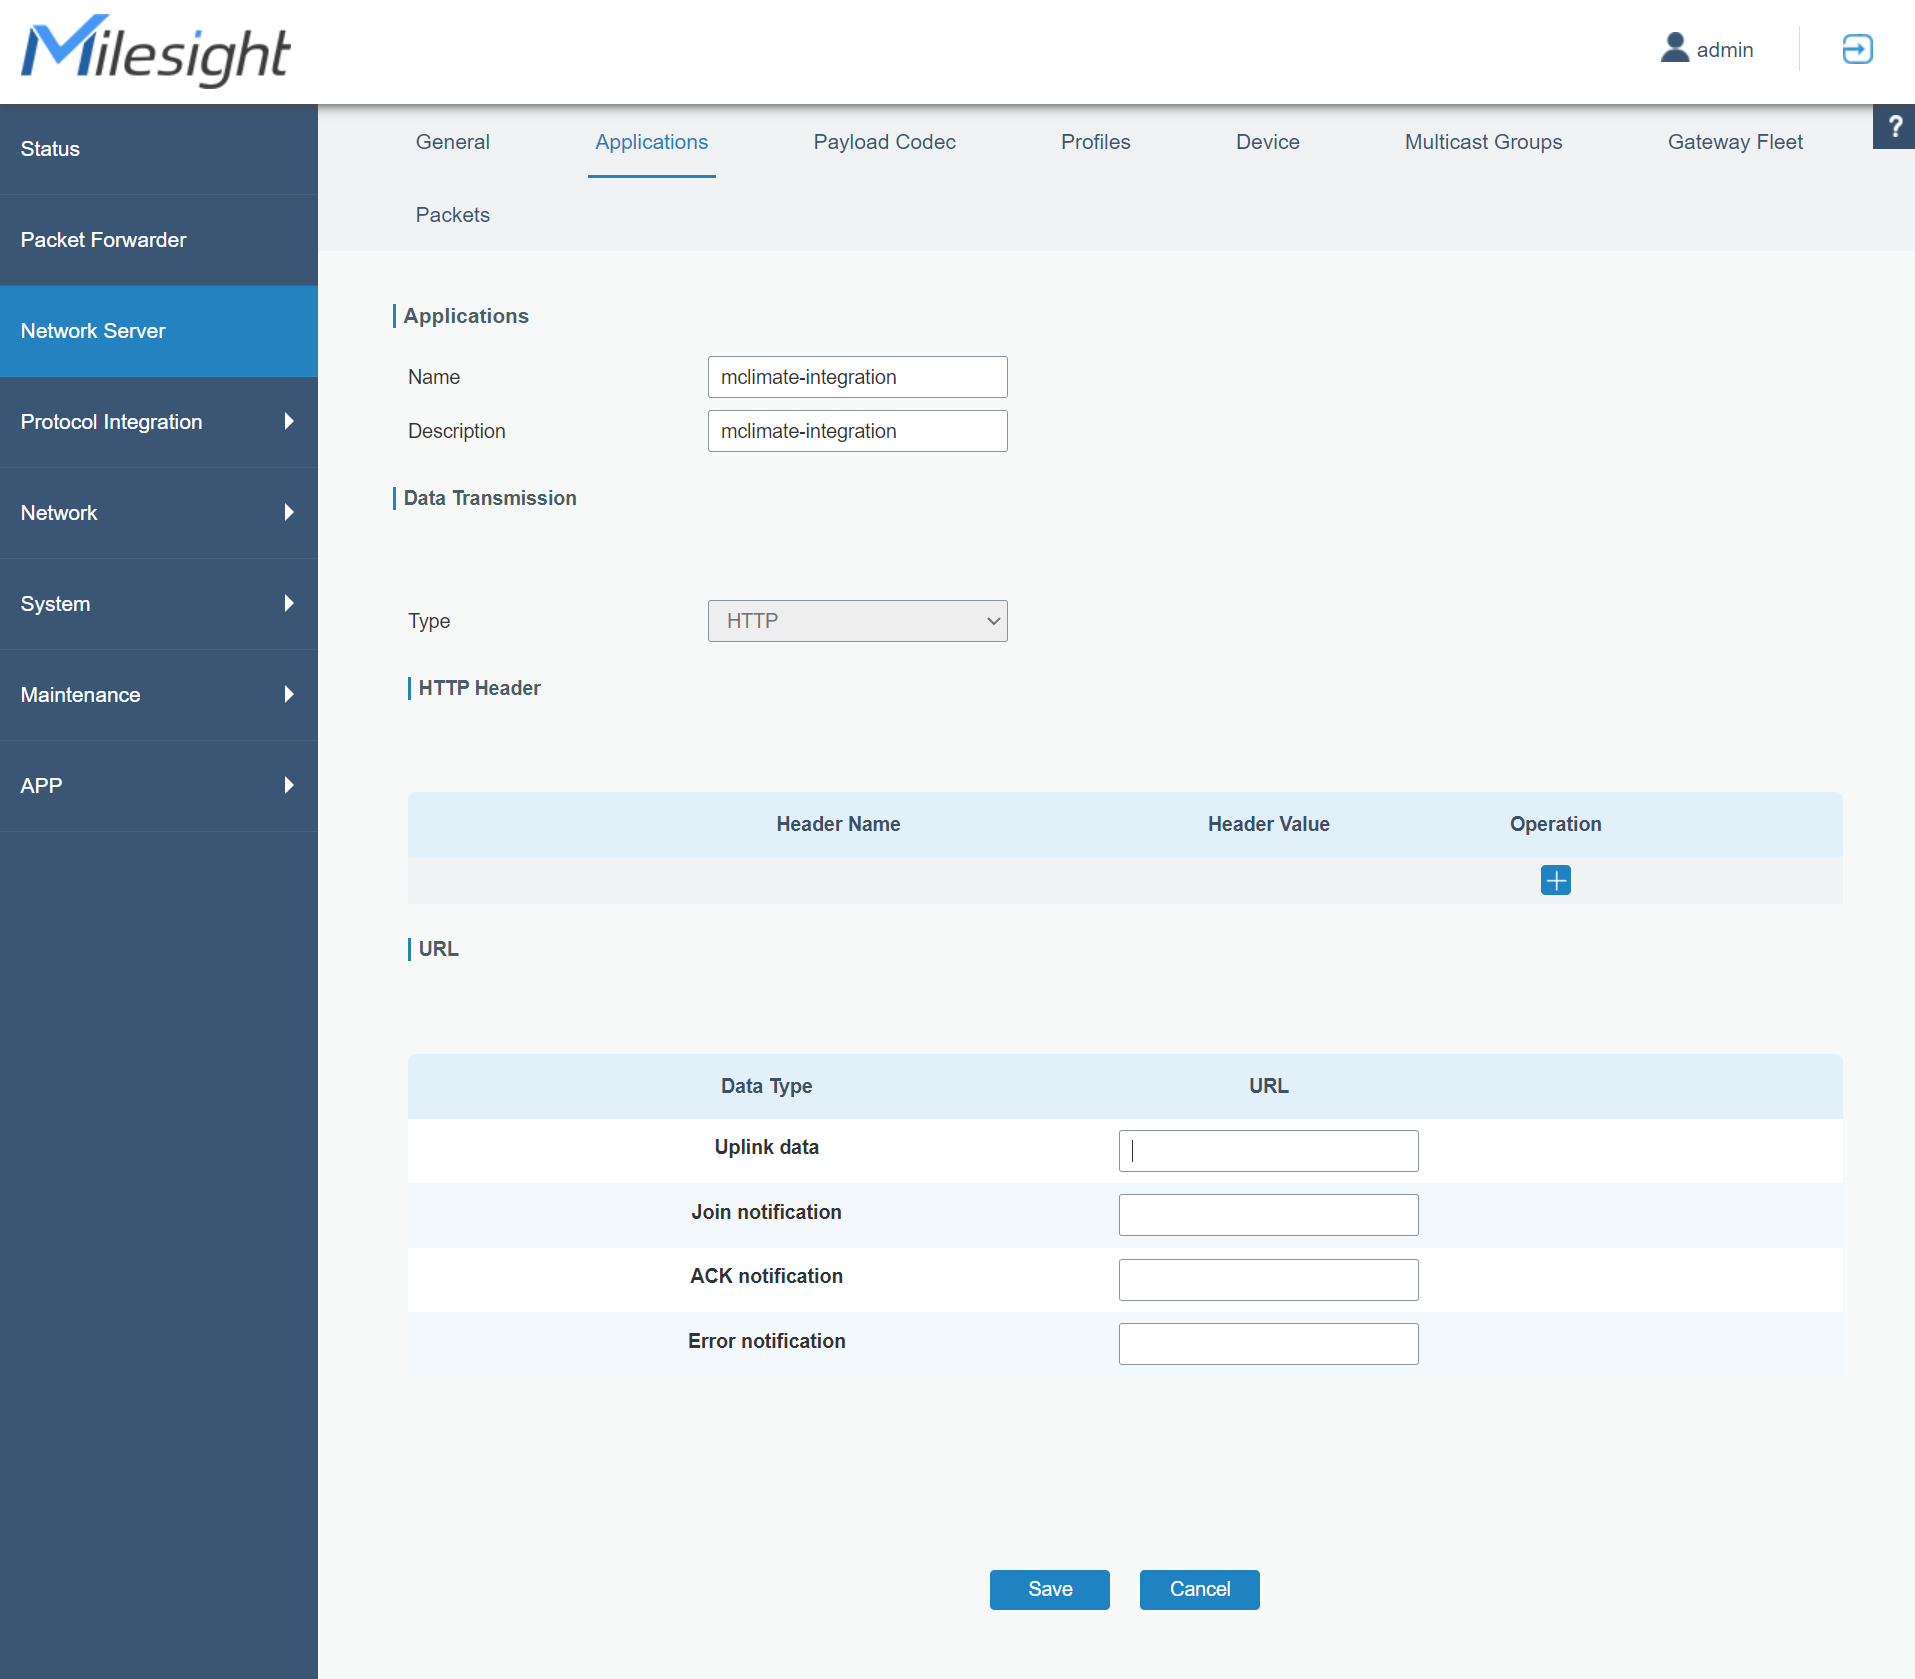 Milesight
admin
Status
Packet Forwarder
Network Server
Protocol Integration
Network
System
Maintenance
APP
General
Applications
Payload Codec
Profiles
Device
Multicast Groups
Gateway Fleet
?
Packets
Applications
Name
mclimate-integration
Description
mclimate-integration
Data Transmission
Type
HTTP
HTTP Header
Header Name
Header Value
Operation
URL
Data Type
URL
Uplink data
Join notification
ACK notification
Error notification
Save
Cancel